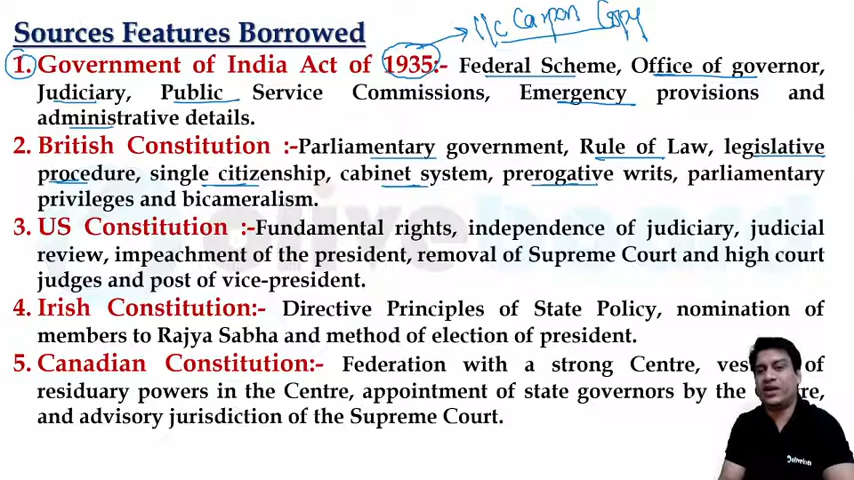 Sources Features Borrowed
Carpon Copy
1. Government of India Act of 1935:- Federal Scheme, Office of governor,
Judiciary, Public Service Commissions, Emergency provisions and
administrative details.
2. British Constitution :-Parliamentary government, Rule of Law, legislative
procedure, single citizenship, cabinet system, prerogative writs, parliamentary
privileges and bicameralism.
3. US Constitution :-Fundamental rights, independence of judiciary, judicial
review, impeachment of the president, removal of Supreme Court and high court
judges and post of vice-president.
4. Irish Constitution:- Directive Principles of State Policy, nomination of
members to Rajya Sabha and method of election of president.
5. Canadian Constitution:- Federation with a strong Centre, of
residuary powers in the Centre, appointment of state governors by the
and advisory jurisdiction of the Supreme Court.
oliveboard